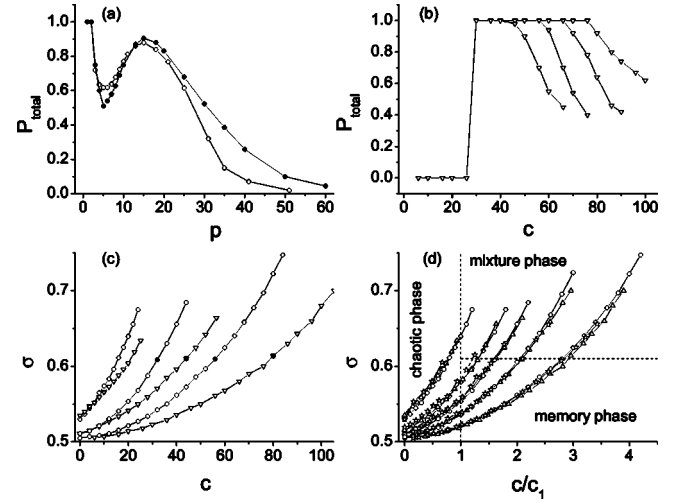 (a)
1.0
0.8
0.6
0.4
0.2
0.0
P_total
0 10 20 30 40 50 60
p
(b)
1.0
0.8
0.6
0.4
0.2
0.0
P_total
0 20 40 60 80 100
c
(c)
0.7
0.6
0.5
σ
0 20 40 60 80 100
c
(d)
mixture phase
chaotic phase
memory phase
0.7
0.6
0.5
σ
0 1 2 3 4
c/c₁